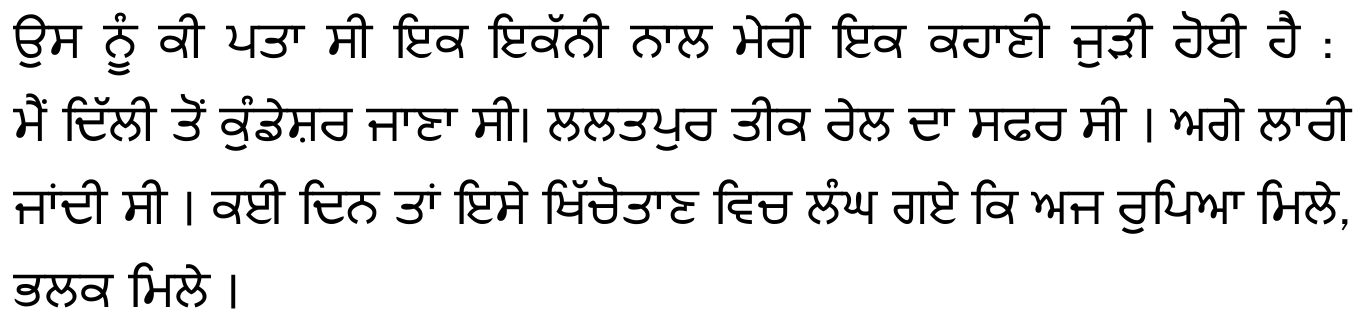 ਉਸ ਨੂੰ ਕੀ ਪਤਾ ਸੀ ਇਕ ਇਕੱਨੀ ਨਾਲ ਮੇਰੀ ਇਕ ਕਹਾਣੀ ਜੁੜੀ ਹੋਈ ਹੈ :
ਮੈਂ ਦਿੱਲੀ ਤੋਂ ਕੁੰਡੇਸ਼ਰ ਜਾਣਾ ਸੀ। ਲਲਤਪੁਰ ਤੀਕ ਰੇਲ ਦਾ ਸਫਰ ਸੀ । ਅਗੇ ਲਾਰੀ
ਜਾਂਦੀ ਸੀ । ਕਈ ਦਿਨ ਤਾਂ ਇਸੇ ਖਿੱਚੋਤਾਣ ਵਿਚ ਲੰਘ ਗਏ ਕਿ ਅਜ ਰੁਪਿਆ ਮਿਲੇ,
ਭਲਕ ਮਿਲੇ ।